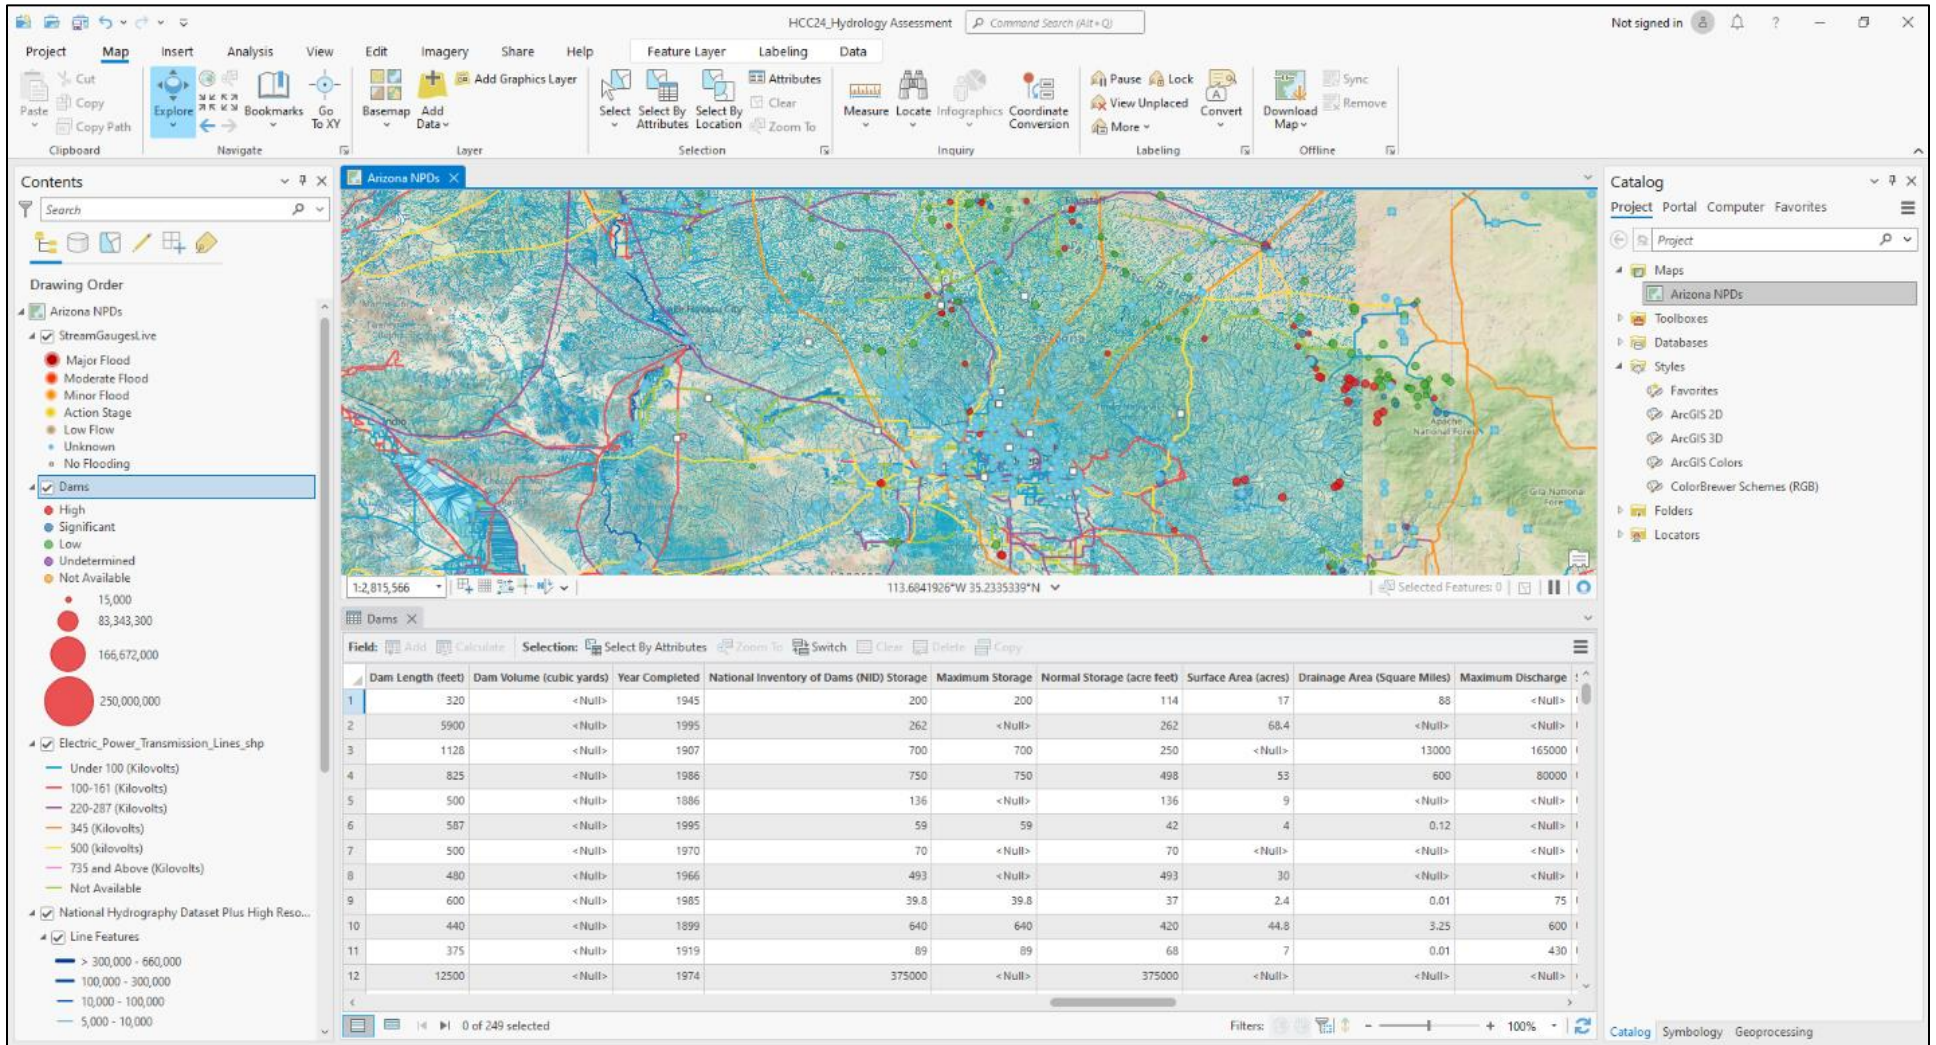 HCC24_Hydrology Assessment
Command Search (Alt+Q)
Not signed in
?
Project Map Insert Analysis View Edit Imagery Share Help Feature Layer Labeling Data
Paste
Cut
Copy
Copy Path
Clipboard
Explore
Bookmarks
Go To XY
Navigate
Basemap
Add Data
Add Graphics Layer
Layer
Select
Select By Attributes
Select By Location
Attributes
Clear
Zoom To
Selection
Measure
Locate
Infographics
Coordinate Conversion
Inquiry
Pause
Lock
View Unplaced
More
Convert
Labeling
Download Map
Sync
Remove
Offline
Contents
Search
Drawing Order
Arizona NPDs
StreamGaugesLive
Major Flood
Moderate Flood
Minor Flood
Action Stage
Low Flow
Unknown
No Flooding
Dams
High
Significant
Low
Undetermined
Not Available
15,000
83,343,300
166,672,000
250,000,000
Electric_Power_Transmission_Lines_shp
Under 100 (Kilovolts)
100-161 (Kilovolts)
220-287 (Kilovolts)
345 (Kilovolts)
500 (kilovolts)
735 and Above (Kilovolts)
Not Available
National Hydrography Dataset Plus High Reso...
Line Features
> 300,000 - 660,000
100,000 - 300,000
10,000 - 100,000
5,000 - 10,000
Arizona NPDs
Apache
National Forest
Gila National
Forest
1:2,815,566
113.6841926°W 35.2335339°N
Selected Features: 0
Dams
Field: Add Calculate Selection: Select By Attributes Zoom To Switch Clear Delete Copy
Dam Length (feet) Dam Volume (cubic yards) Year Completed National Inventory of Dams (NID) Storage Maximum Storage Normal Storage (acre feet) Surface Area (acres) Drainage Area (Square Miles) Maximum Discharge
1 320 <Null> 1945 200 200 114 17 88 <Null>
2 5900 <Null> 1995 262 <Null> 262 68.4 <Null> <Null>
3 1128 <Null> 1907 700 700 250 <Null> 13000 165000
4 825 <Null> 1986 750 750 498 53 600 80000
5 500 <Null> 1886 136 <Null> 136 9 <Null> <Null>
6 587 <Null> 1995 59 59 42 4 0.12 <Null>
7 500 <Null> 1970 70 <Null> 70 <Null> <Null> <Null>
8 480 <Null> 1966 493 <Null> 493 30 <Null> <Null>
9 600 <Null> 1985 39.8 39.8 37 2.4 0.01 75
10 440 <Null> 1899 640 640 420 44.8 3.25 600
11 375 <Null> 1919 89 89 68 7 0.01 430
12 12500 <Null> 1974 375000 <Null> 375000 <Null> <Null> <Null>
0 of 249 selected
Filters:
- + 100%
Catalog
Project Portal Computer Favorites
Project
Maps
Arizona NPDs
Toolboxes
Databases
Styles
Favorites
ArcGIS 2D
ArcGIS 3D
ArcGIS Colors
ColorBrewer Schemes (RGB)
Folders
Locators
Catalog Symbology Geoprocessing